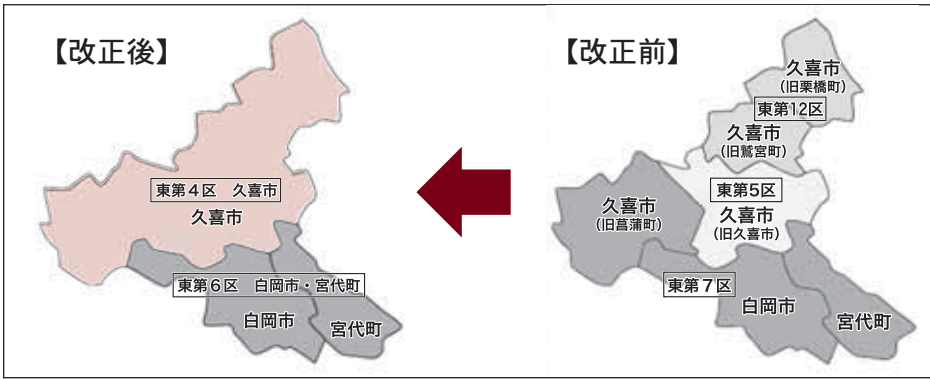 【改正後】
東第4区 久喜市
久喜市
東第6区 白岡市・宮代町
白岡市
宮代町
【改正前】
久喜市
(旧栗橋町)
東第12区
久喜市
(旧鷲宮町)
東第5区
久喜市
(旧菖蒲町)
久喜市
(旧久喜市)
東第7区
白岡市
宮代町